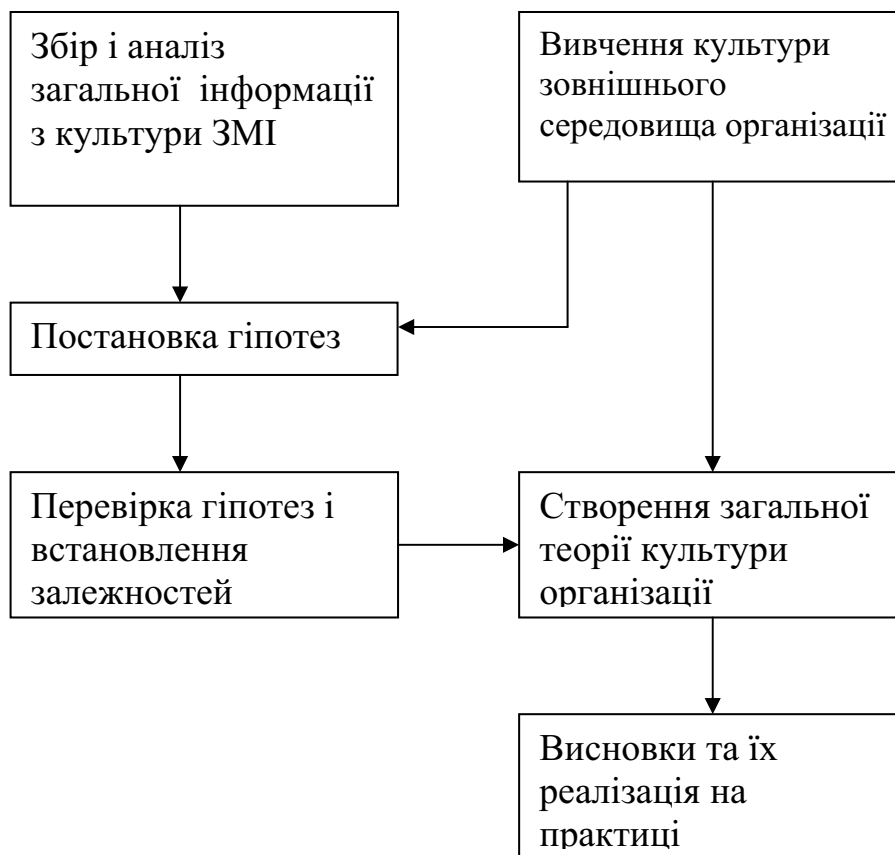 Збір і аналіз
загальної  інформації
з культури ЗМІ
Вивчення культури
зовнішнього
середовища організації
Постановка гіпотез
Перевірка гіпотез і
встановлення
залежностей
Створення загальної
теорії культури
організації
Висновки та їх
реалізація на
практиці